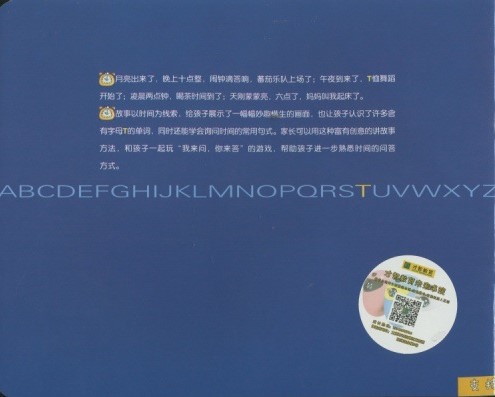 月亮出来了，晚上十点整，闹钟滴答响，番茄乐队上场了；午夜到来了，T恤舞蹈
开始了；凌晨两点钟，喝茶时间到了；天刚蒙蒙亮，六点了，妈妈叫我起床了。
故事以时间为线索，给孩子展示了一幅幅妙趣横生的画面，也让孩子认识了许多含
有字母T的单词，同时还能学会询问时间的常用句式。家长可以用这种富有创意的讲故事
方法，和孩子一起玩“我来问，你来答”的游戏，帮助孩子进一步熟悉时间的问答
方式。
ABCDEFGHIJKLMNOPQRSTUVWXYZ